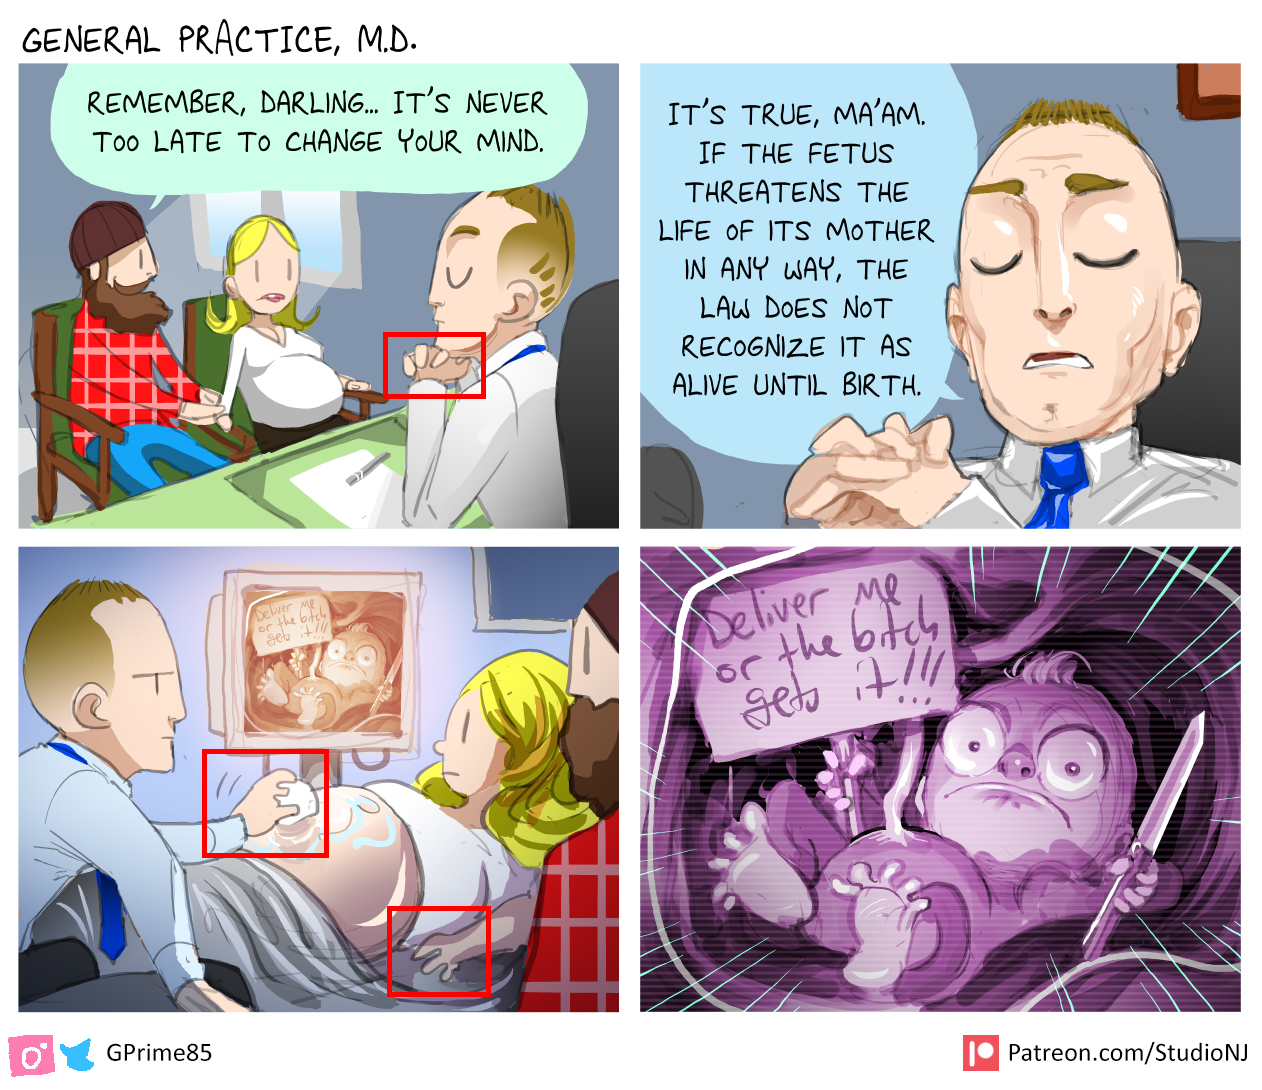 GENERAL PRACTICE, M.D.
REMEMBER, DARLING... IT'S NEVER
TOO LATE TO CHANGE YOUR MIND.
IT'S TRUE, MA'AM.
IF THE FETUS
THREATENS THE
LIFE OF ITS MOTHER
IN ANY WAY, THE
LAW DOES NOT
RECOGNIZE IT AS
ALIVE UNTIL BIRTH.
Deliver me
or the bitch
gets it!!!
Deliver me
or the bitch
gets it!!!
GPrime85
Patreon.com/StudioNJ